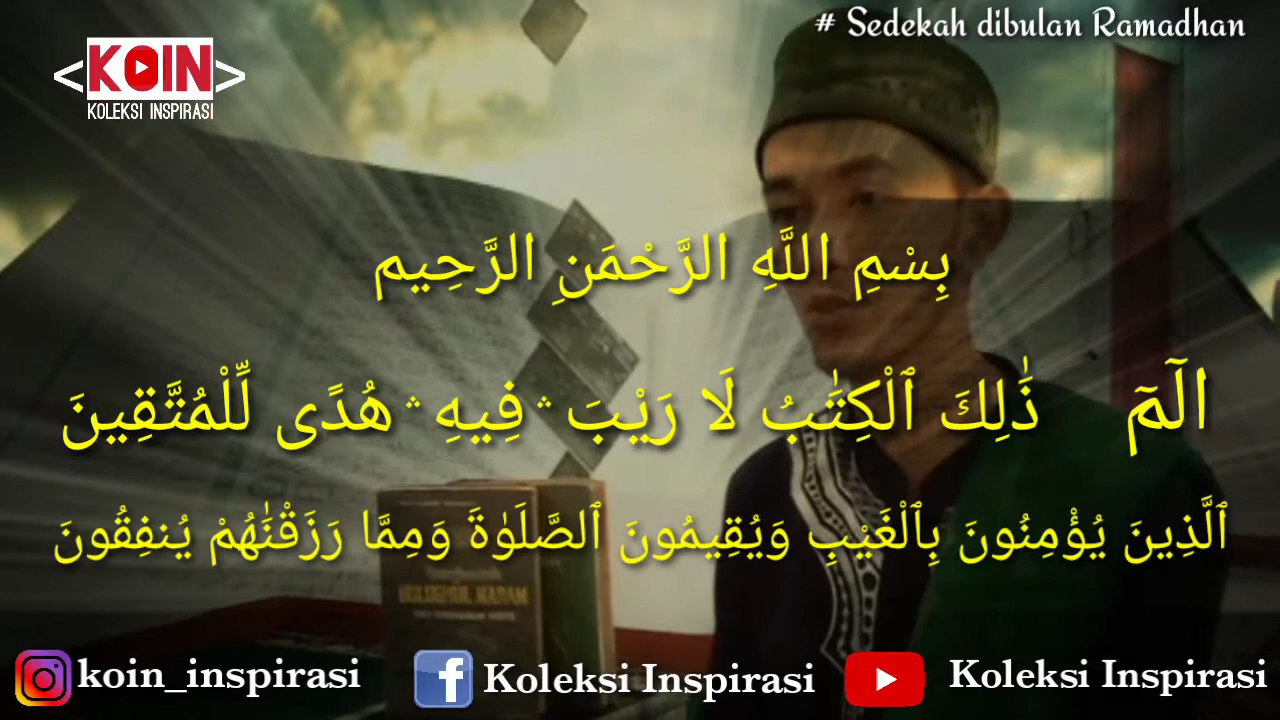 # Sedekah dibulan Ramadhan
<KOIN>
KOLEKSI INSPIRASI
بِسْمِ اللَّهِ الرَّحْمَنِ الرَّحِيم
الٓمٓ ذَٰلِكَ ٱلْكِتَٰبُ لَا رَيْبَ ۛ فِيهِ ۛ هُدًى لِّلْمُتَّقِينَ
ٱلَّذِينَ يُؤْمِنُونَ بِٱلْغَيْبِ وَيُقِيمُونَ ٱلصَّلَوٰةَ وَمِمَّا رَزَقْنَٰهُمْ يُنفِقُونَ
koin_inspirasi
Koleksi Inspirasi
Koleksi Inspirasi